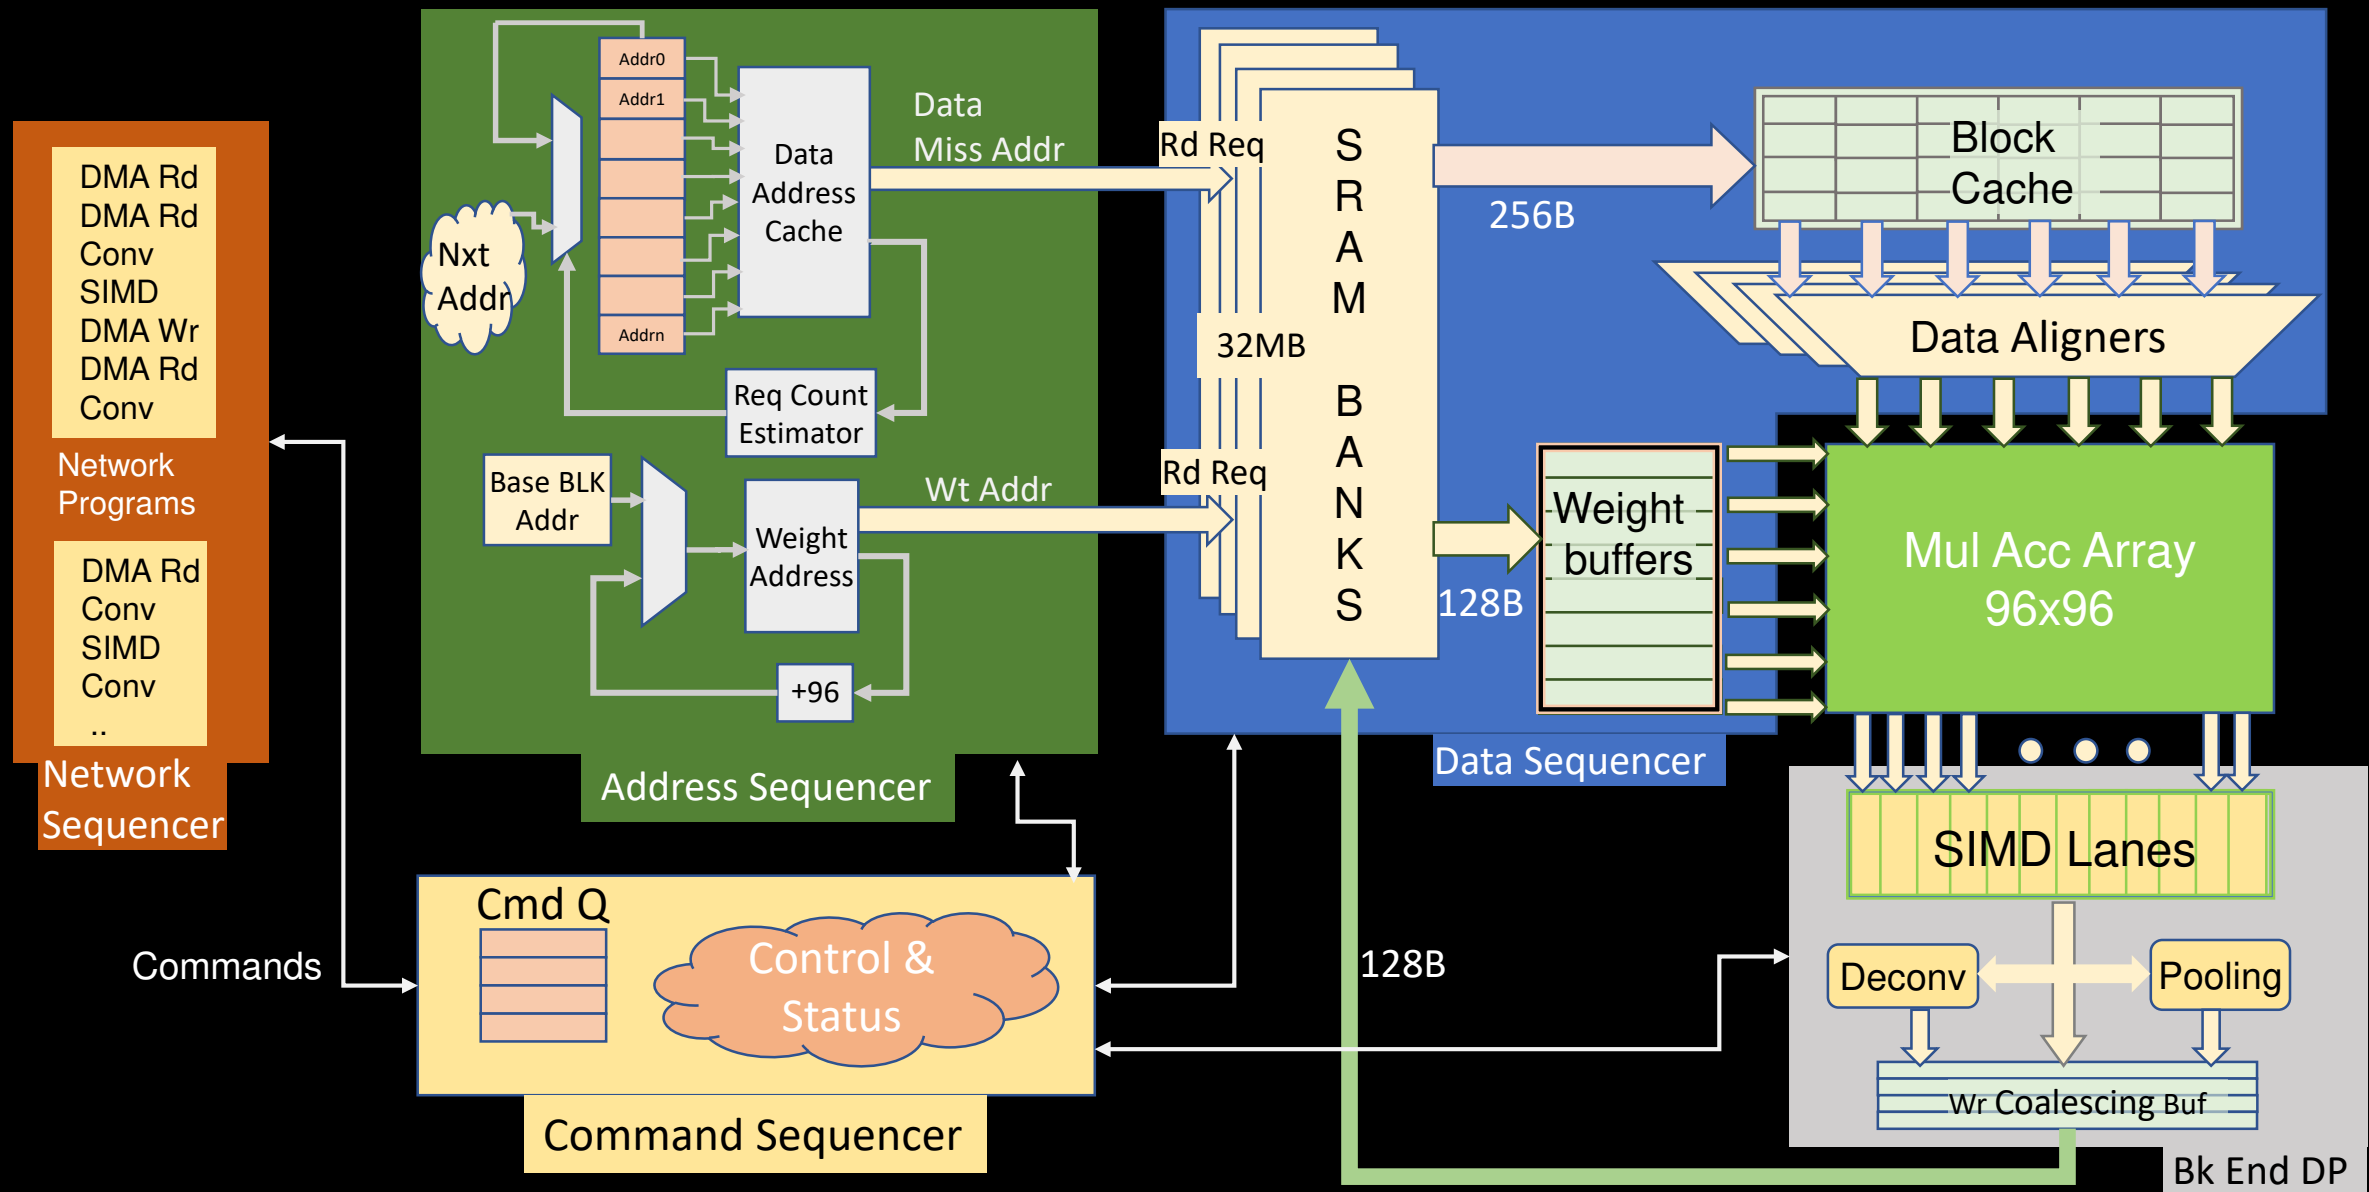 DMA Rd
DMA Rd
Conv
SIMD
DMA Wr
DMA Rd
Conv
Network
Programs
DMA Rd
Conv
SIMD
Conv
..
Network
Sequencer
Commands
Addr0
Addr1
Addrn
Nxt
Addr
Data
Address
Cache
Data
Miss Addr
Req Count
Estimator
Base BLK
Addr
Weight
Address
Wt Addr
+96
Address Sequencer
Cmd Q
Control &
Status
Command Sequencer
Rd Req
Rd Req
32MB
S
R
A
M
B
A
N
K
S
256B
128B
128B
Block
Cache
Data Aligners
Weight
buffers
Mul Acc Array
96x96
Data Sequencer
SIMD Lanes
Deconv
Pooling
Wr Coalescing Buf
Bk End DP